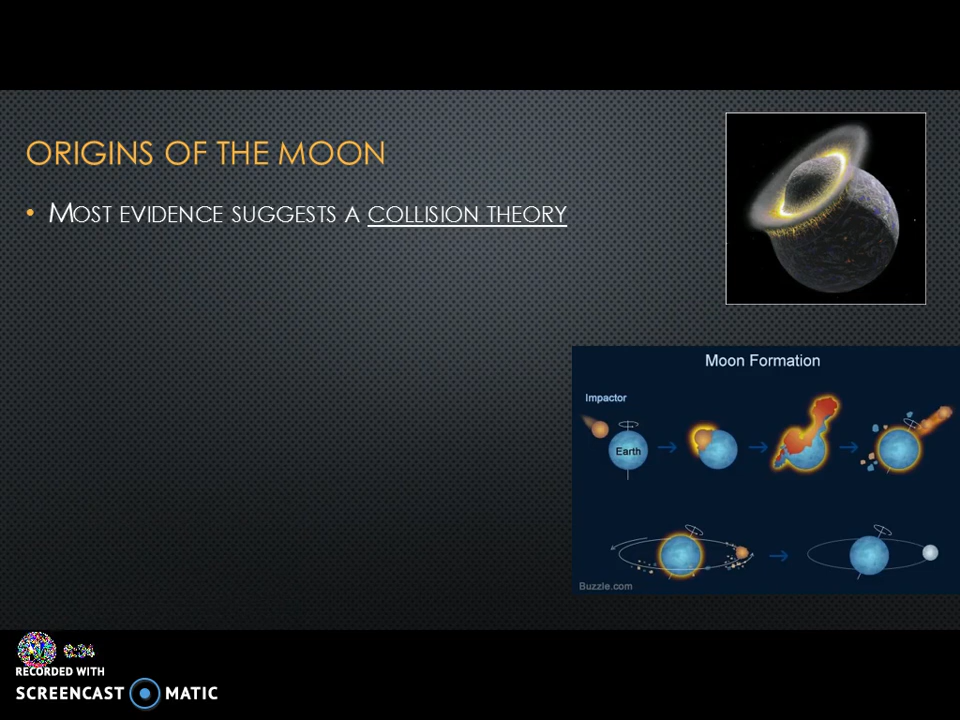 ORIGINS OF THE MOON
• MOST EVIDENCE SUGGESTS A COLLISION THEORY
Moon Formation
Impactor
Earth
Buzzle.com
RECORDED WITH
SCREENCAST MATIC